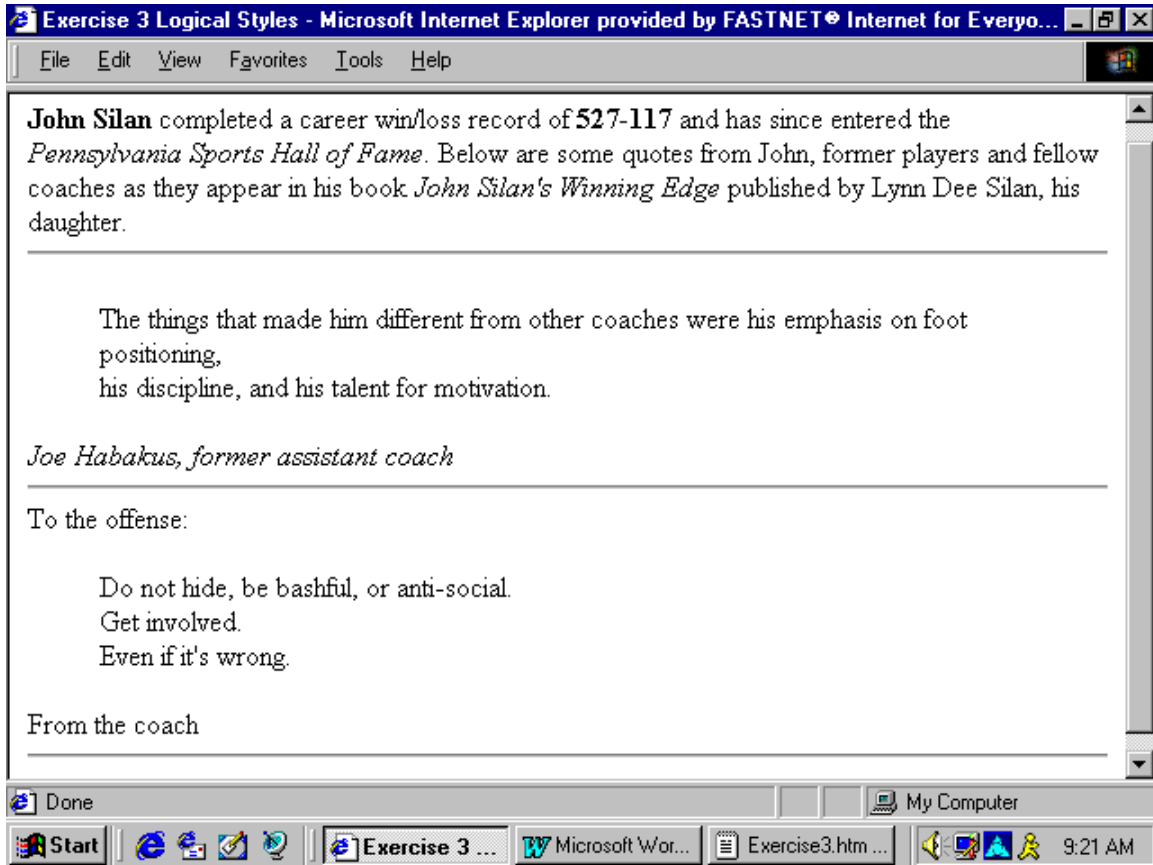 Exercise 3 Logical Styles - Microsoft Internet Explorer provided by FASTNET® Internet for Everyo...
File Edit View Favorites Tools Help
John Silan completed a career win/loss record of 527-117 and has since entered the
Pennsylvania Sports Hall of Fame. Below are some quotes from John, former players and fellow
coaches as they appear in his book John Silan's Winning Edge published by Lynn Dee Silan, his
daughter.
The things that made him different from other coaches were his emphasis on foot
positioning,
his discipline, and his talent for motivation.
Joe Habakus, former assistant coach
To the offense:
Do not hide, be bashful, or anti-social.
Get involved.
Even if it's wrong.
From the coach
Done My Computer
Start Exercise 3 ... Microsoft Wor... Exercise3.htm ... 9:21 AM